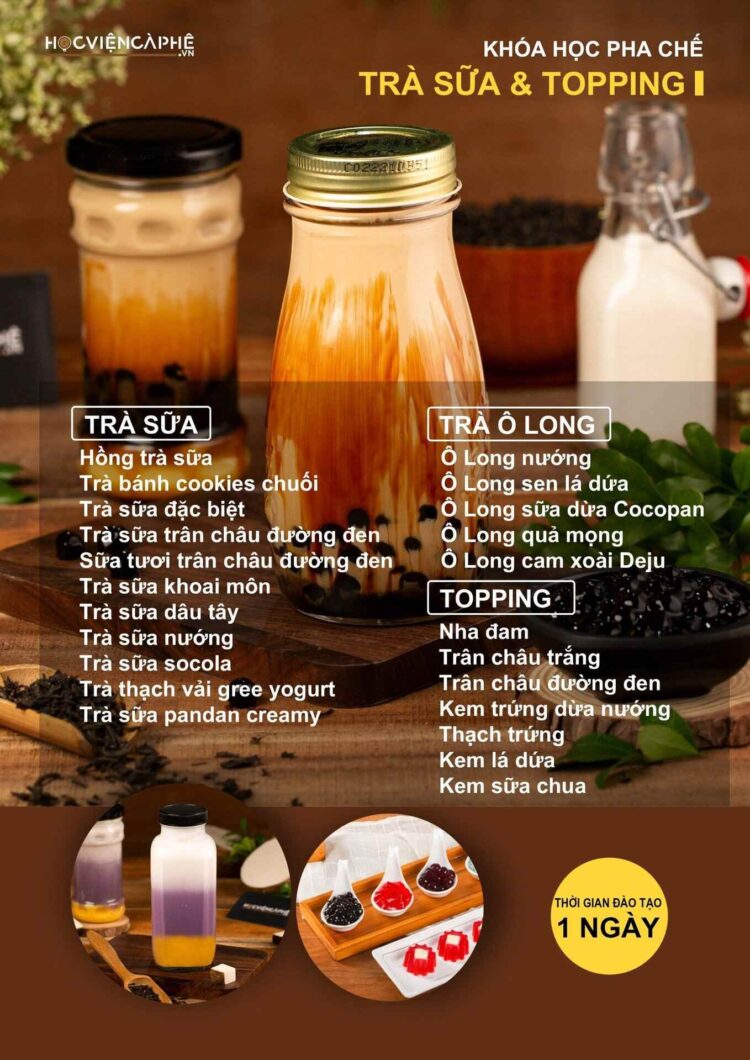 HỌCVIỆNCÀPHÊ
.VN
KHÓA HỌC PHA CHẾ
TRÀ SỮA & TOPPING I
C022210851
TRÀ SỮA
Hồng trà sữa
Trà bánh cookies chuối
Trà sữa đặc biệt
Trà sữa trân châu đường đen
Sữa tươi trân châu đường đen
Trà sữa khoai môn
Trà sữa dâu tây
Trà sữa nướng
Trà sữa socola
Trà thạch vải gree yogurt
Trà sữa pandan creamy
TRÀ Ô LONG
Ô Long nướng
Ô Long sen lá dứa
Ô Long sữa dừa Cocopan
Ô Long quả mọng
Ô Long cam xoài Deju
TOPPING
Nha đam
Trân châu trắng
Trân châu đường đen
Kem trứng dừa nướng
Thạch trứng
Kem lá dứa
Kem sữa chua
HỌCVIỆNCÀPHÊ
THỜI GIAN ĐÀO TẠO
1 NGÀY